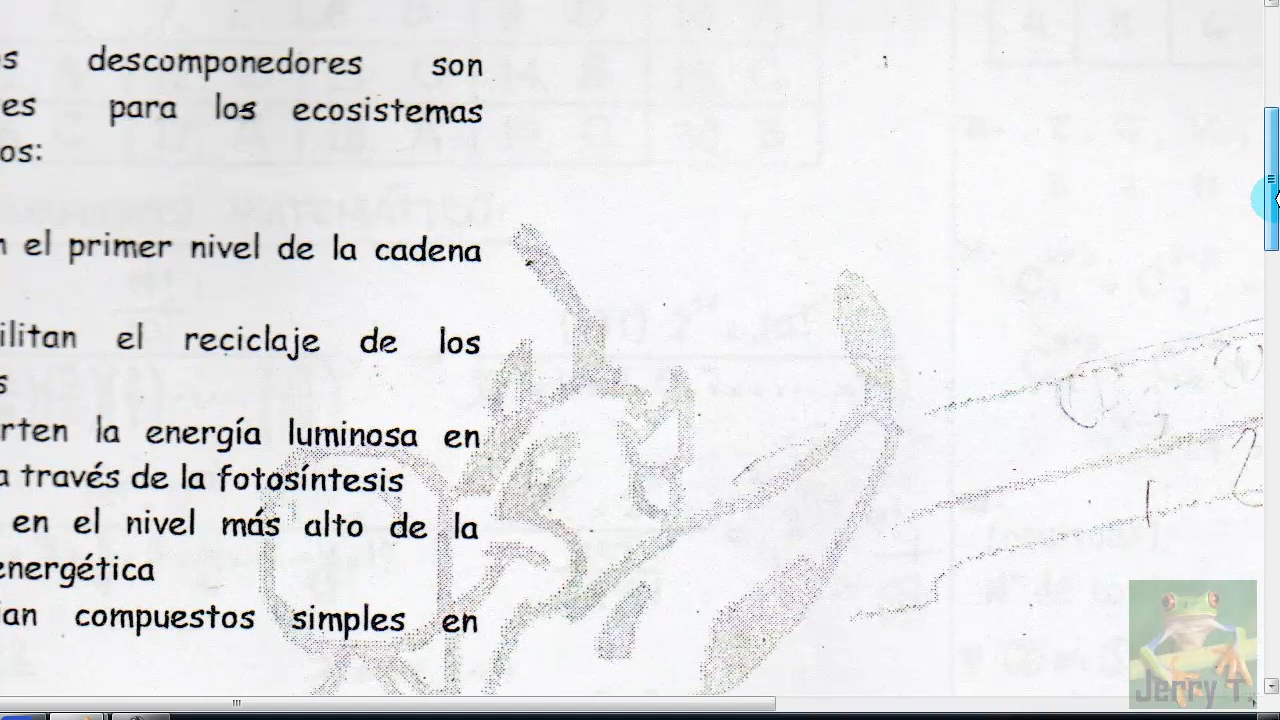 s descomponedores son
es para los ecosistemas
os:
n el primer nivel de la cadena
ilitan el reciclaje de los
s
rten la energía luminosa en
a través de la fotosíntesis
en el nivel más alto de la
energética
ian compuestos simples en
Jerry T.